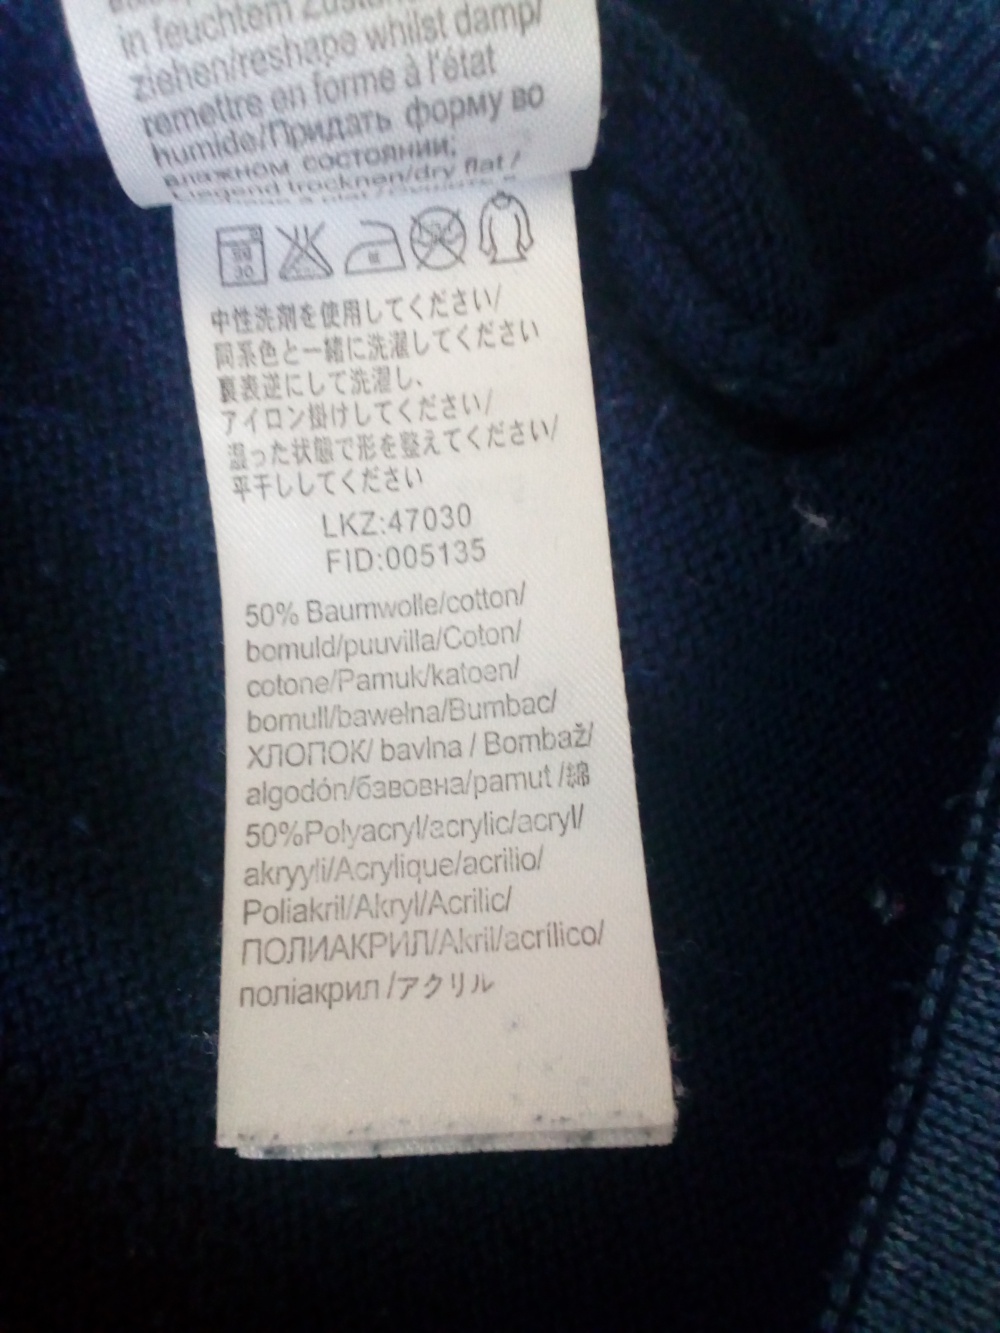 in feuchtem
ziehen/reshape whilst damp/
remettre en forme à l'état
humide/Придать форму во
влажном состоянии;
Liegend trocknen/dry flat /
30
中性洗剤を使用してください/
同系色と一緒に洗濯してください
裏表逆にして洗濯し、
アイロン掛けしてください/
湿った状態で形を整えてください/
平干ししてください
LKZ:47030
FID:005135
50% Baumwolle/cotton/
bomuld/puuvilla/Coton/
cotone/Pamuk/katoen/
bomull/bawełna/Bumbac/
ХЛОПОК/ bavlna / Bombaž/
algodón/бавовна/pamut /綿
50%Polyacryl/acrylic/acryl/
akryyli/Acrylique/acrilio/
Poliakril/Akryl/Acrilic/
ПОЛИАКРИЛ/Akril/acrílico/
поліакрил /アクリル